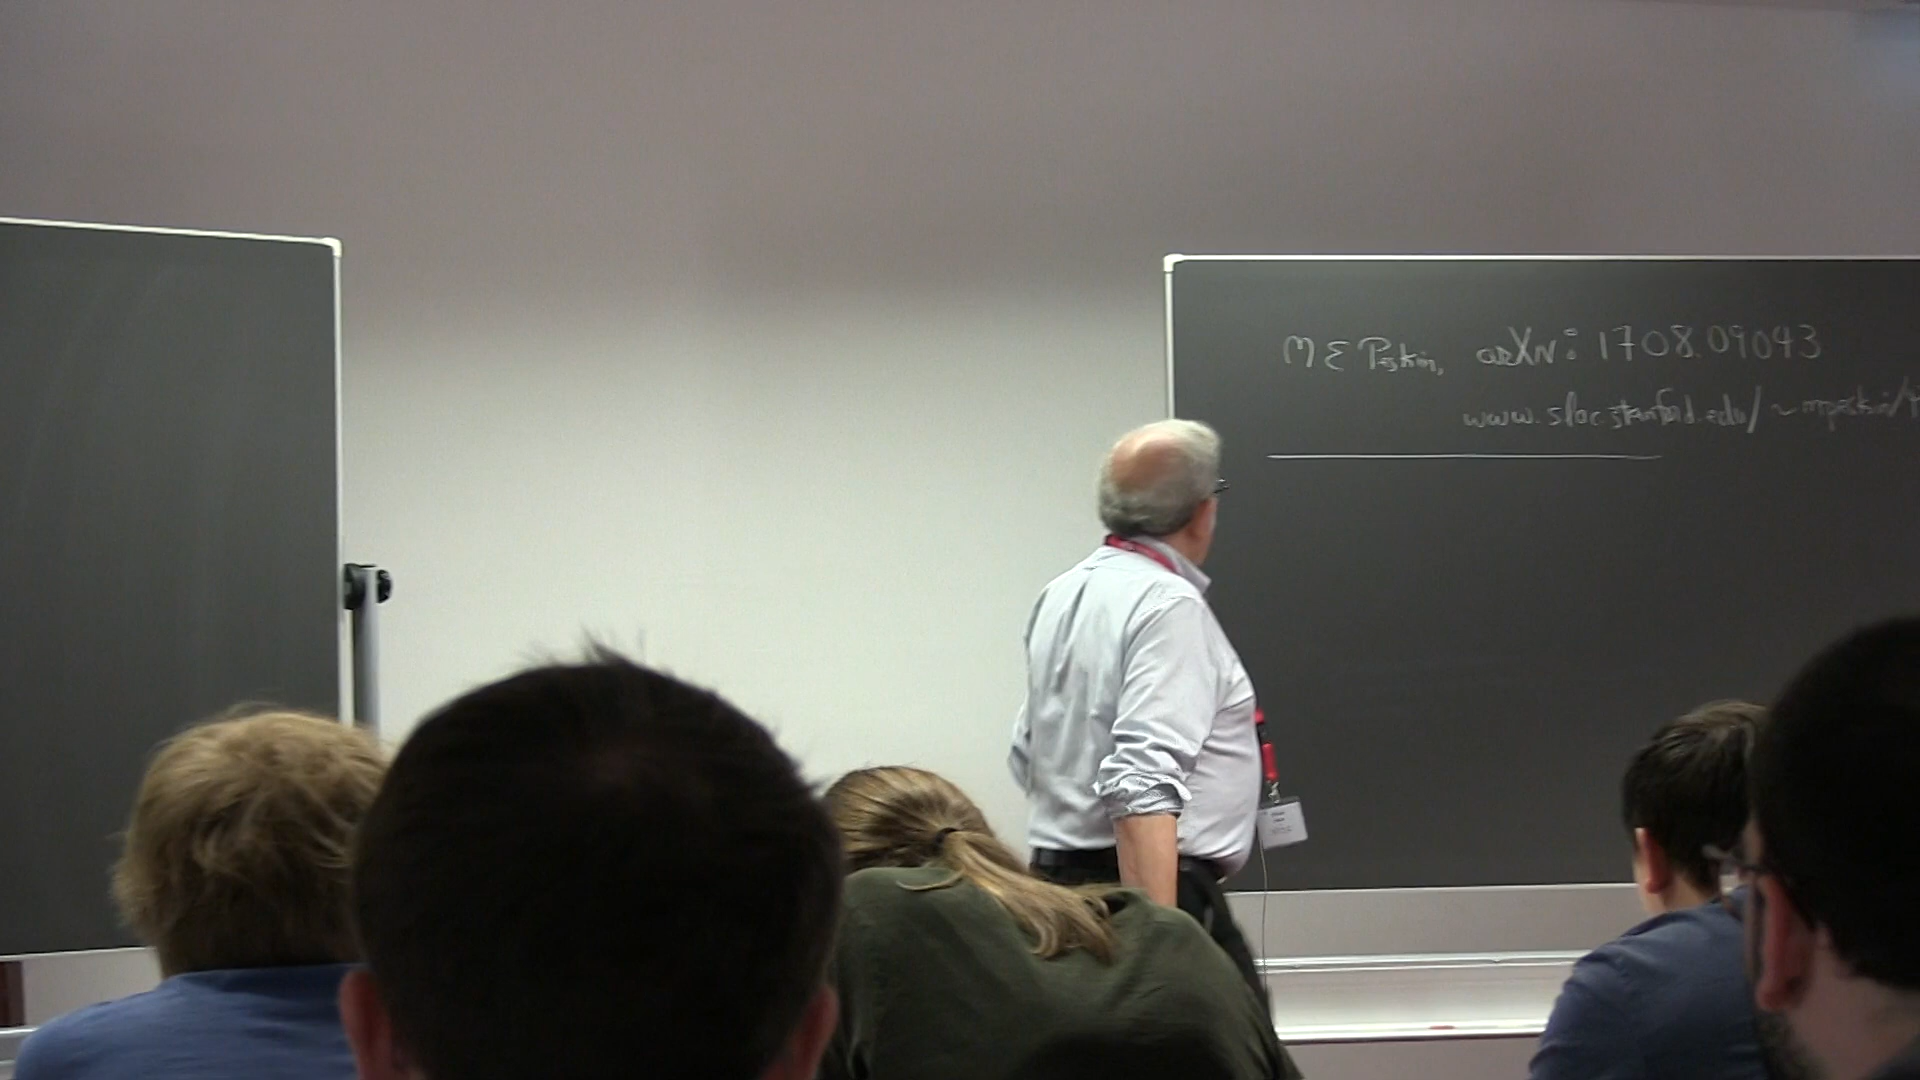 M E Peskin, arXiv: 1708.09043
www.slac.stanford.edu/~mpeskin/